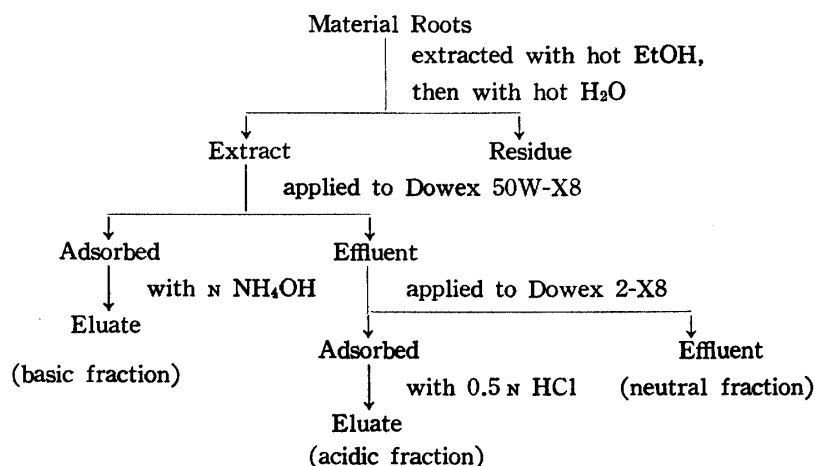 Material Roots
extracted with hot EtOH,
then with hot H₂O
Extract Residue
applied to Dowex 50W-X8
Adsorbed Effluent
with N NH₄OH applied to Dowex 2-X8
Eluate
(basic fraction)
Adsorbed Effluent
with 0.5 N HCl (neutral fraction)
Eluate
(acidic fraction)